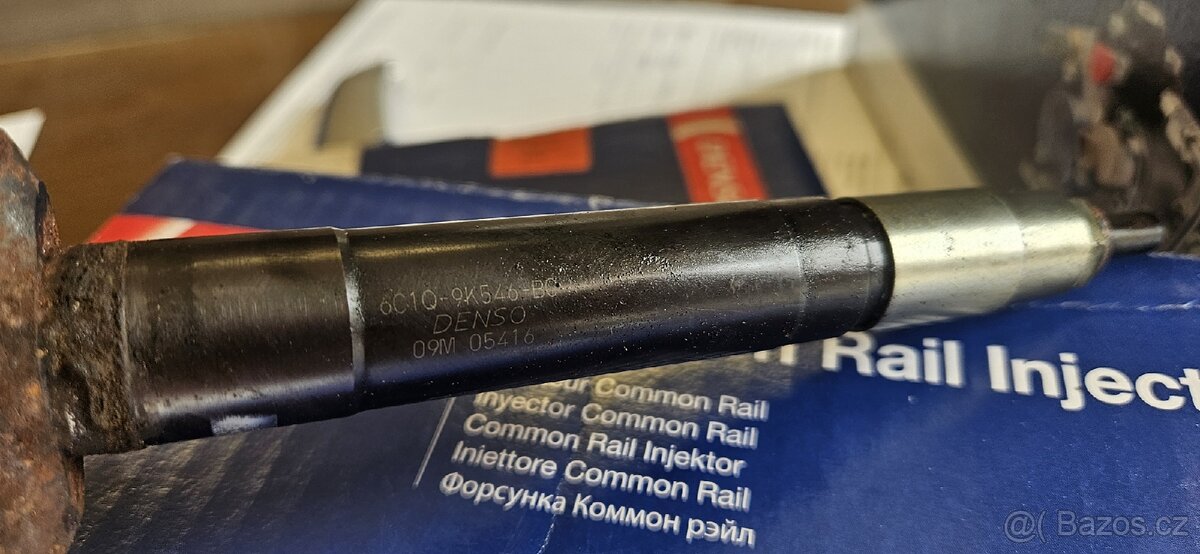 DENSO
6C1Q-9K546-BC
DENSO
09M 05416
Rail Inject
Common Rail
Inyector Common Rail
Common Rail Injektor
Iniettore Common Rail
Форсунка Коммон рэйл
@( Bazos.cz